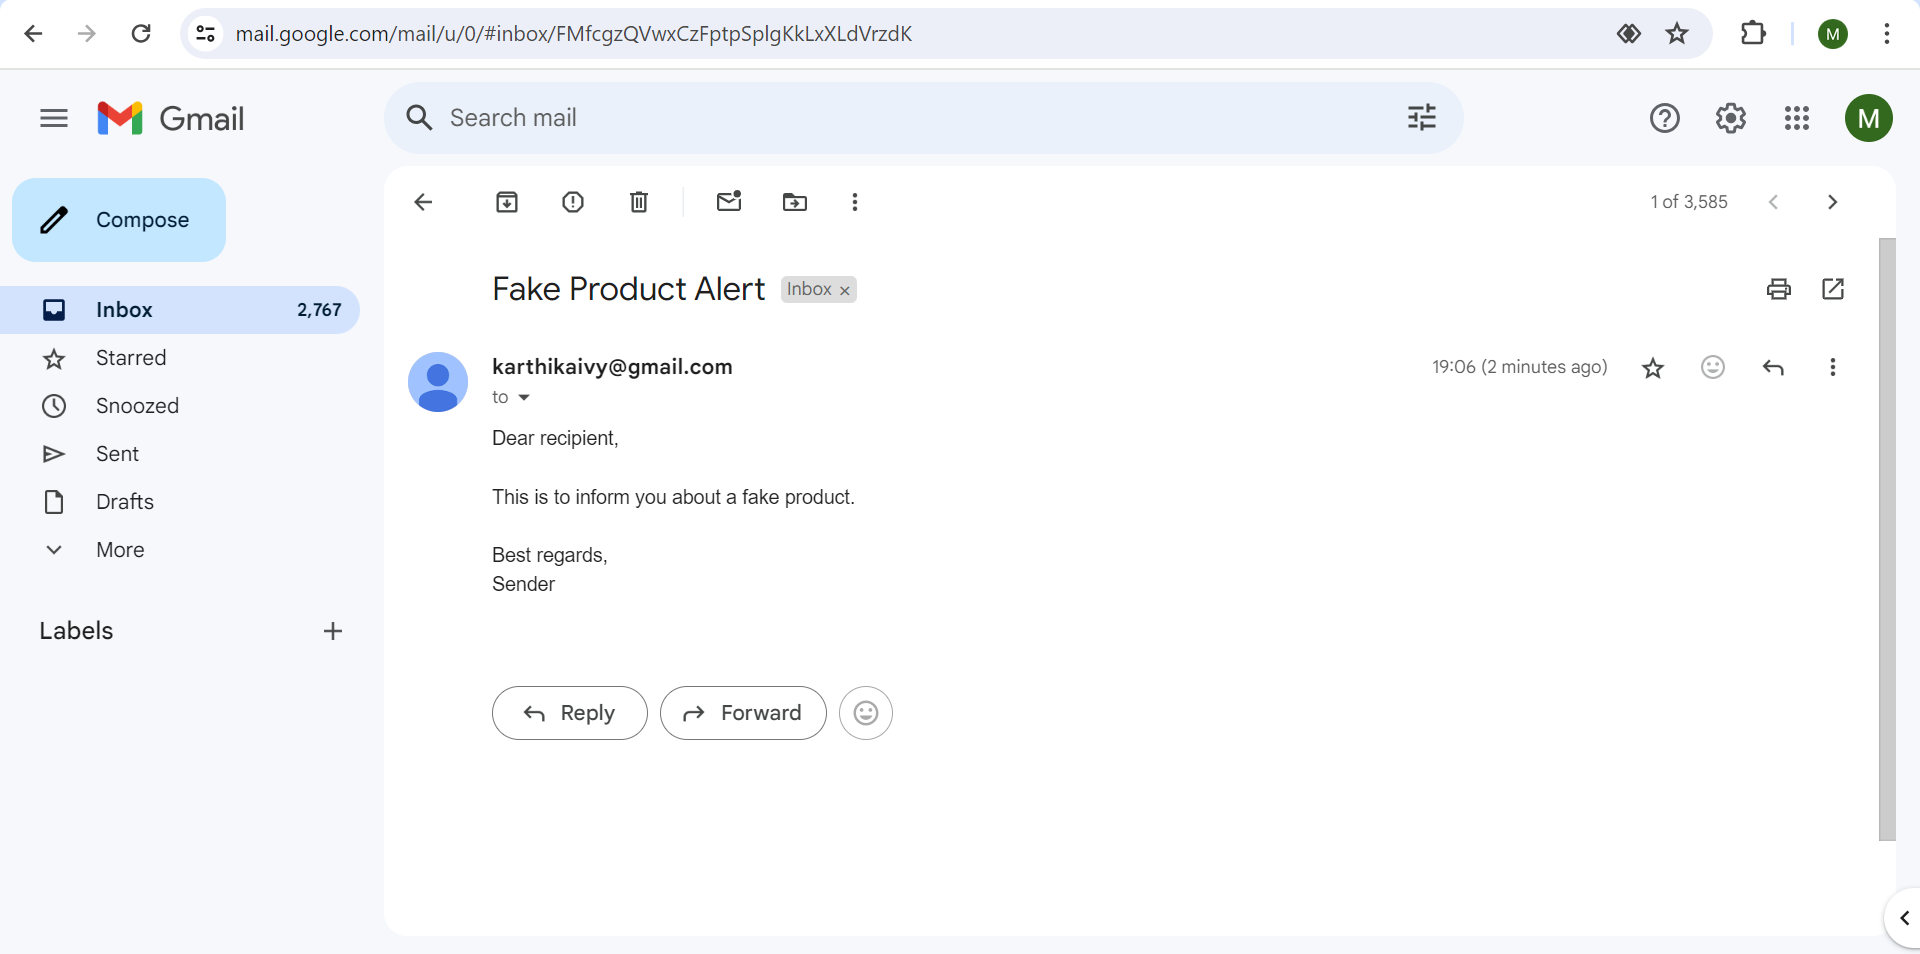 mail.google.com/mail/u/0/#inbox/FMfcgzQVwxCzFptpSplgKkLxXLdVrzdK
M
Gmail
Search mail
M
Compose
1 of 3,585
Fake Product Alert
Inbox ×
Inbox 2,767
Starred
Snoozed
Sent
Drafts
More
Labels
karthikaivy@gmail.com
19:06 (2 minutes ago)
to
Dear recipient,
This is to inform you about a fake product.
Best regards,
Sender
Reply
Forward